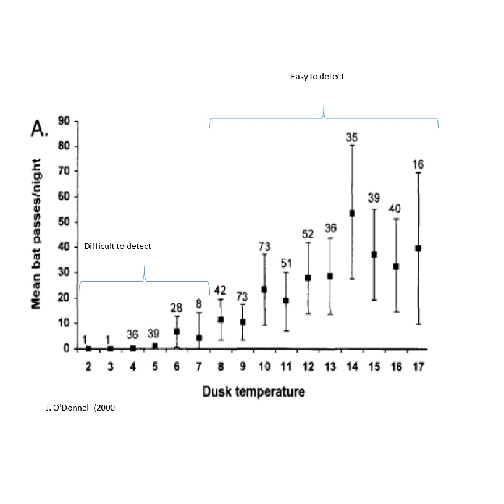 Easy to detect
A.
Mean bat passes/night
90
80
70
60
50
40
30
20
10
0
Difficult to detect
1 1 36 39 28 8 42 73 73 51 52 36 35 39 40 16
2 3 4 5 6 7 8 9 10 11 12 13 14 15 16 17
Dusk temperature
J. O'Donnell (2000